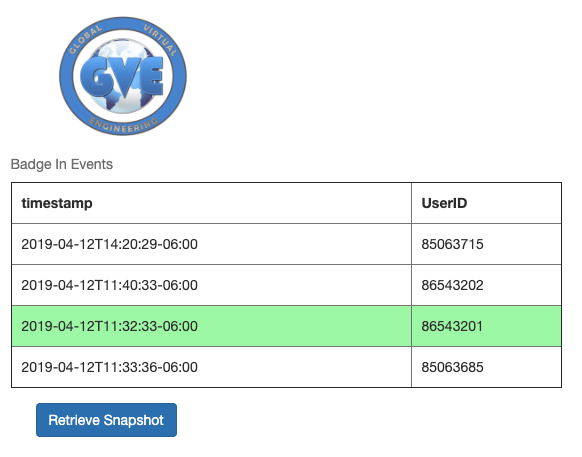 GLOBAL VIRTUAL
GVE
ENGINEERING
Badge In Events
timestamp UserID
2019-04-12T14:20:29-06:00 85063715
2019-04-12T11:40:33-06:00 86543202
2019-04-12T11:32:33-06:00 86543201
2019-04-12T11:33:36-06:00 85063685
Retrieve Snapshot